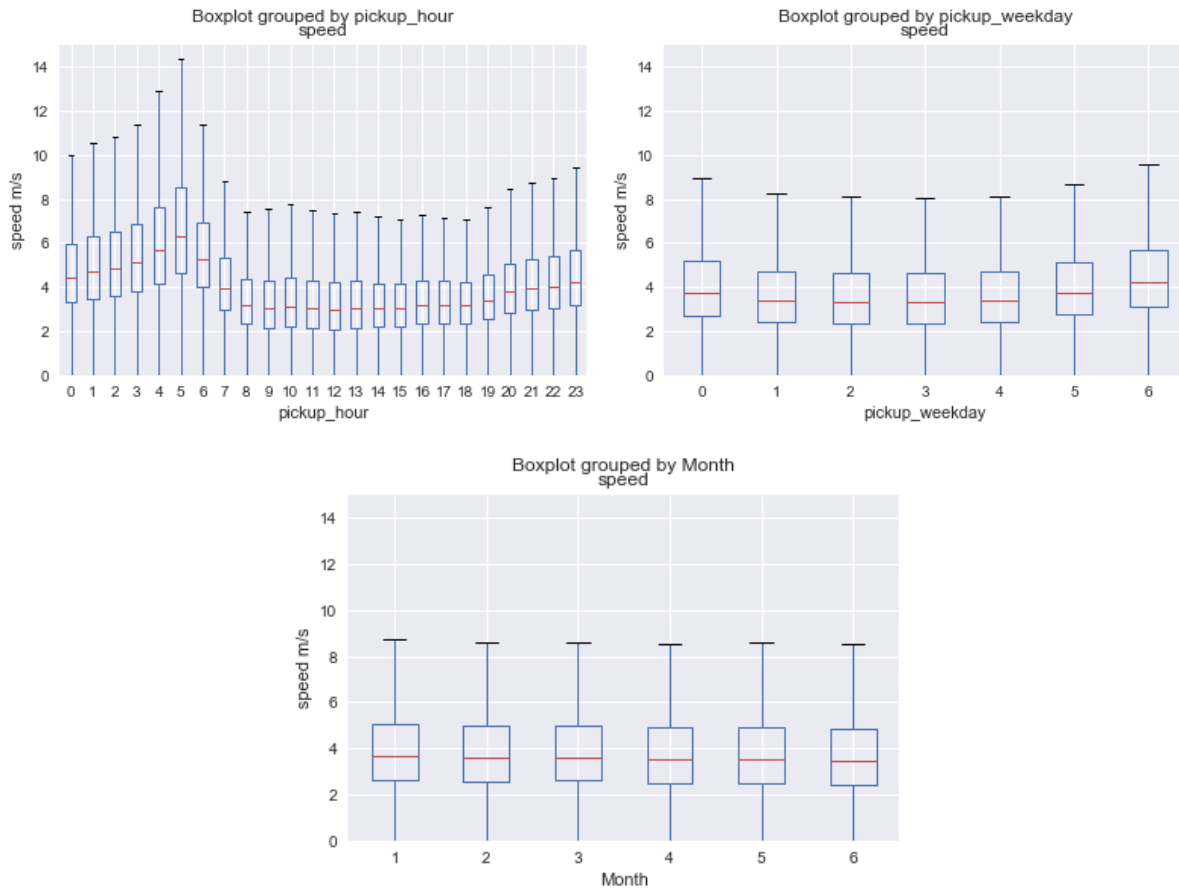 Boxplot grouped by pickup_hour
speed
14
12
10
8
6
4
2
0
speed m/s
0 1 2 3 4 5 6 7 8 9 10 11 12 13 14 15 16 17 18 19 20 21 22 23
pickup_hour
Boxplot grouped by pickup_weekday
speed
14
12
10
8
6
4
2
0
speed m/s
0 1 2 3 4 5 6
pickup_weekday
Boxplot grouped by Month
speed
14
12
10
8
6
4
2
0
speed m/s
1 2 3 4 5 6
Month